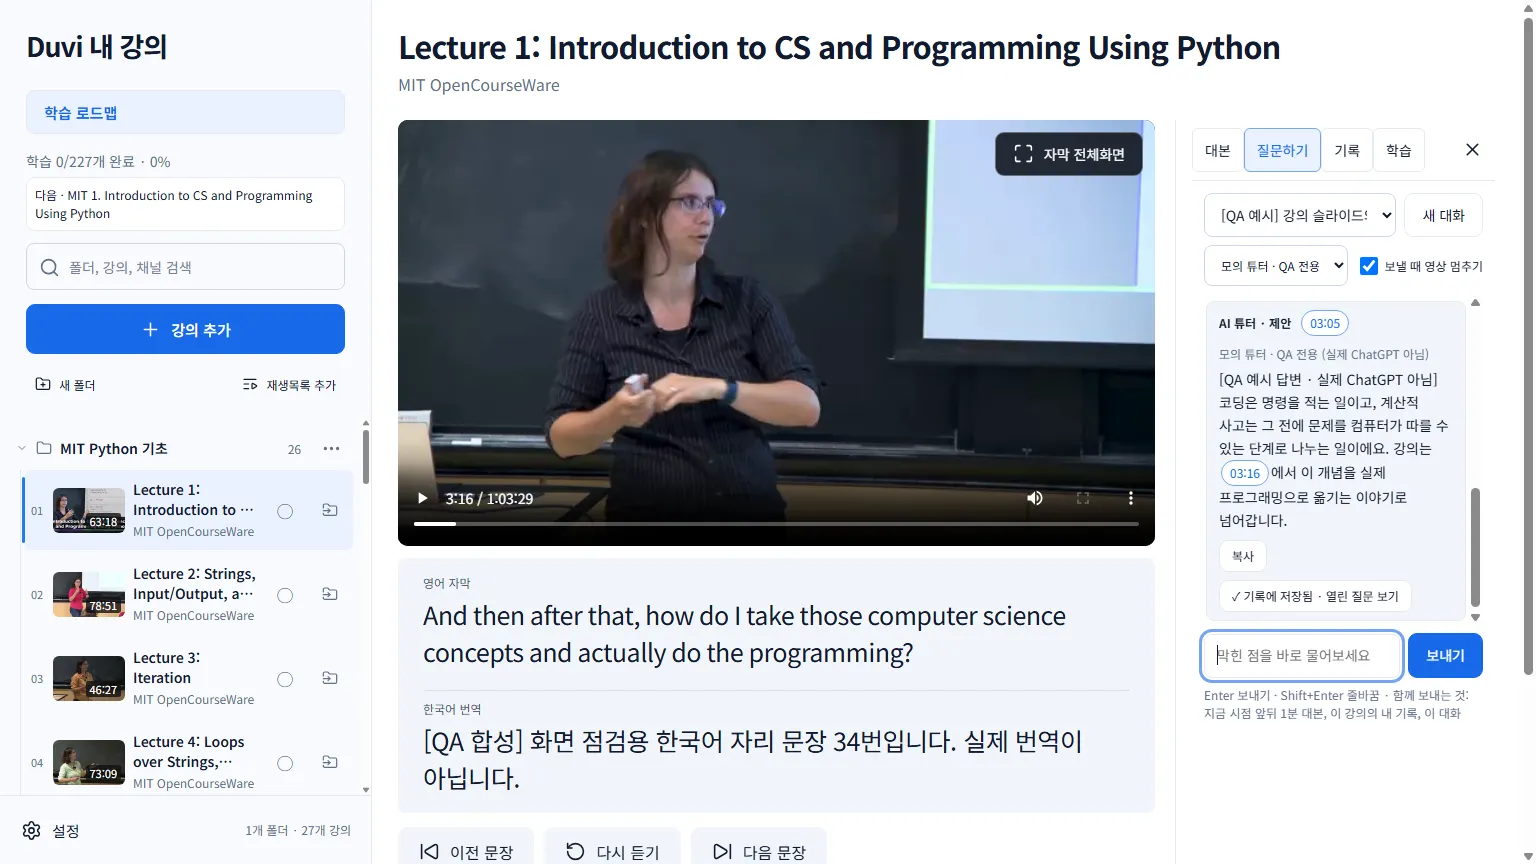 Duvi 내 강의
학습 로드맵
학습 0/227개 완료 · 0%
다음 · MIT 1. Introduction to CS and Programming
Using Python
폴더, 강의, 채널 검색
강의 추가
새 폴더
재생목록 추가
MIT Python 기초
26
01
63:18
Lecture 1:
Introduction to ···
MIT OpenCourseWare
02
78:51
Lecture 2: Strings,
Input/Output, a···
MIT OpenCourseWare
03
46:27
Lecture 3:
Iteration
MIT OpenCourseWare
04
73:09
Lecture 4: Loops
over Strings,···
MIT OpenCourseWare
설정
1개 폴더 · 27개 강의
Lecture 1: Introduction to CS and Programming Using Python
MIT OpenCourseWare
자막 전체화면
3:16 / 1:03:29
영어 자막
And then after that, how do I take those computer science
concepts and actually do the programming?
한국어 번역
[QA 합성] 화면 점검용 한국어 자리 문장 34번입니다. 실제 번역이
아닙니다.
이전 문장
다시 듣기
다음 문장
대본
질문하기
기록
학습
[QA 예시] 강의 슬라이드
새 대화
모의 튜터 · QA 전용
보낼 때 영상 멈추기
AI 튜터 · 제안
03:05
모의 튜터 · QA 전용 (실제 ChatGPT 아님)
[QA 예시 답변 · 실제 ChatGPT 아님]
코딩은 명령을 적는 일이고, 계산적
사고는 그 전에 문제를 컴퓨터가 따를 수
있는 단계로 나누는 일이에요. 강의는
03:16 에서 이 개념을 실제
프로그래밍으로 옮기는 이야기로
넘어갑니다.
복사
✓ 기록에 저장됨 · 열린 질문 보기
막힌 점을 바로 물어보세요
보내기
Enter 보내기 · Shift+Enter 줄바꿈 · 함께 보내는 것:
지금 시점 앞뒤 1분 대본, 이 강의의 내 기록, 이 대화